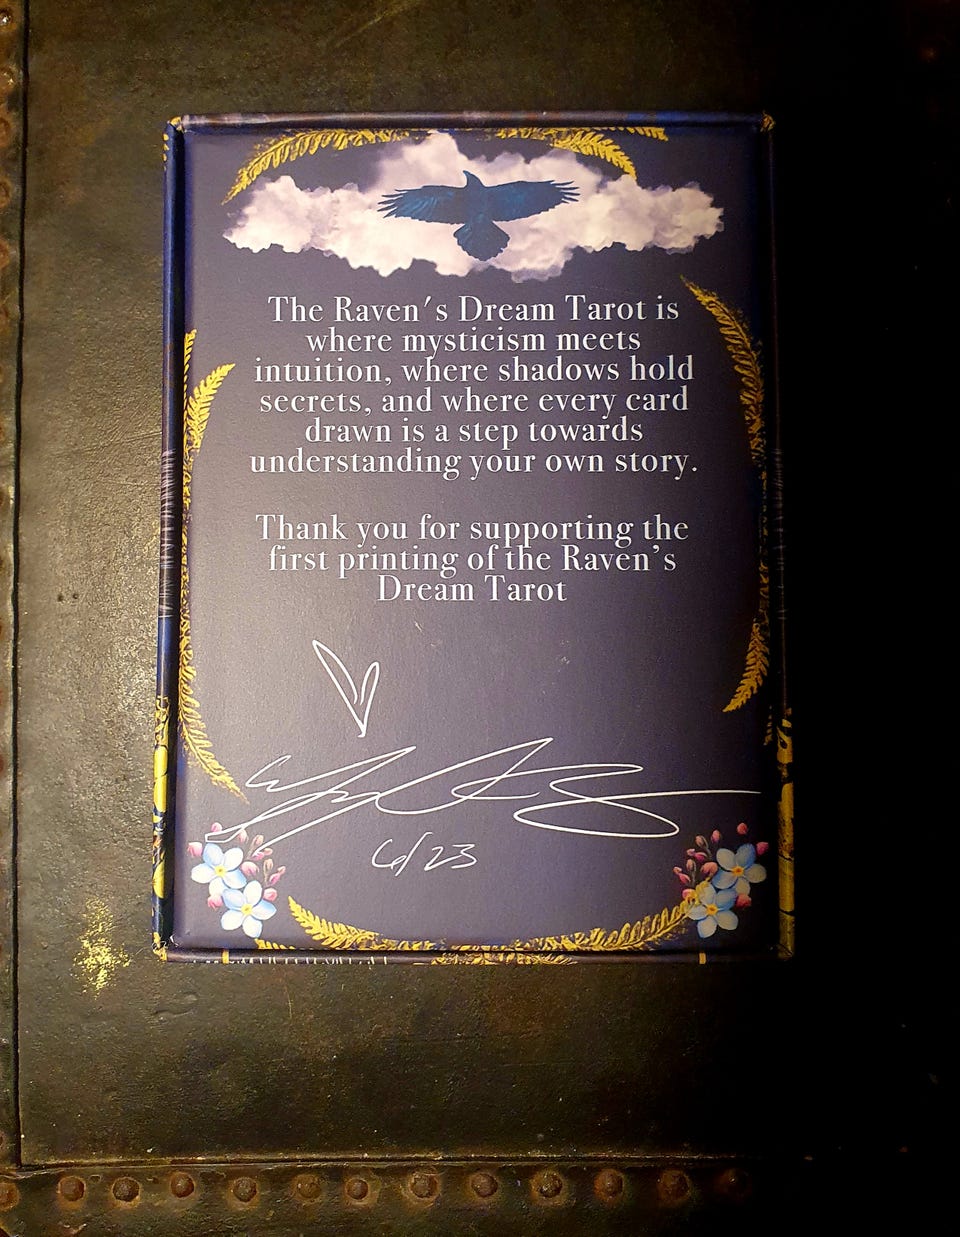 The Raven's Dream Tarot is
where mysticism meets
intuition, where shadows hold
secrets, and where every card
drawn is a step towards
understanding your own story.
Thank you for supporting the
first printing of the Raven’s
Dream Tarot
6/23